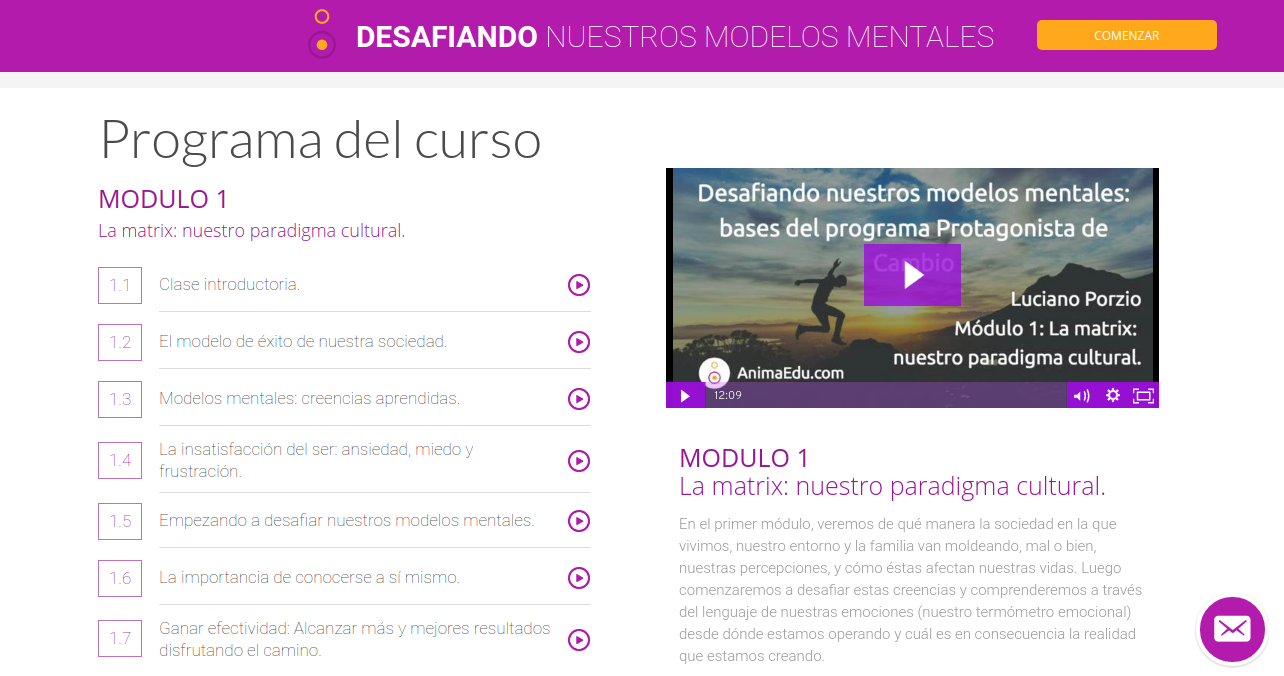 DESAFIANDO NUESTROS MODELOS MENTALES
COMENZAR
Programa del curso
MODULO 1
La matrix: nuestro paradigma cultural.
1.1 Clase introductoria.
1.2 El modelo de éxito de nuestra sociedad.
1.3 Modelos mentales: creencias aprendidas.
1.4 La insatisfacción del ser: ansiedad, miedo y
frustración.
1.5 Empezando a desafiar nuestros modelos mentales.
1.6 La importancia de conocerse a sí mismo.
1.7 Ganar efectividad: Alcanzar más y mejores resultados
disfrutando el camino.
Desafiando nuestros modelos mentales:
bases del programa Protagonista de
Cambio
Luciano Porzio
Módulo 1: La matrix:
nuestro paradigma cultural.
AnimaEdu.com
12:09
MODULO 1
La matrix: nuestro paradigma cultural.
En el primer módulo, veremos de qué manera la sociedad en la que
vivimos, nuestro entorno y la familia van moldeando, mal o bien,
nuestras percepciones, y cómo éstas afectan nuestras vidas. Luego
comenzaremos a desafiar estas creencias y comprenderemos a través
del lenguaje de nuestras emociones (nuestro termómetro emocional)
desde dónde estamos operando y cuál es en consecuencia la realidad
que estamos creando.